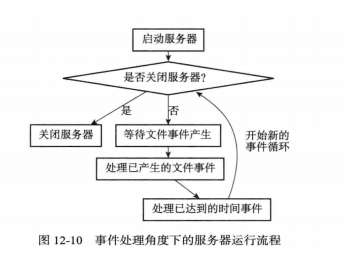 启动服务器
是否关闭服务器?
是
否
关闭服务器
等待文件事件产生
开始新的
事件循环
处理已产生的文件事件
处理已达到的时间事件
图 12-10 事件处理角度下的服务器运行流程